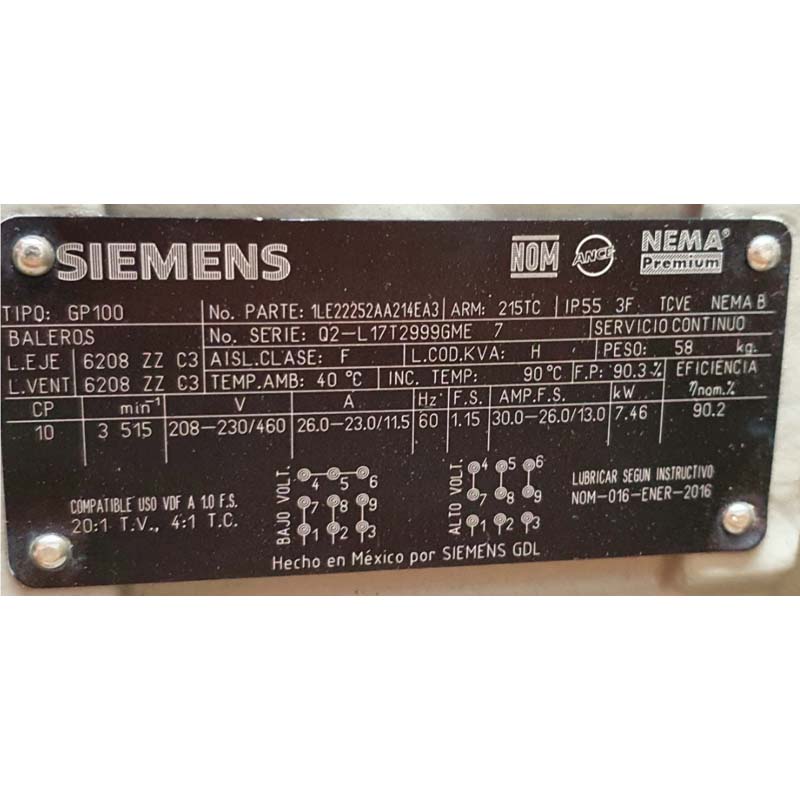 SIEMENS NOM ANCE NEMA® Premium
TIPO: GP100 No. PARTE: 1LE22252AA214EA3 ARM: 215TC IP55 3F TCVE NEMA B
BALEROS No. SERIE: Q2-L17T2999GME 7 SERVICIO CONTINUO
L.EJE 6208 ZZ C3 AISL.CLASE: F L.COD.KVA: H PESO: 58 kg.
L.VENT 6208 ZZ C3 TEMP.AMB: 40 °C INC. TEMP: 90 °C F.P: 90.3 % EFICIENCIA
CP min⁻¹ V A Hz F.S. AMP.F.S. kW ηnom.%
10 3 515 208-230/460 26.0-23.0/11.5 60 1.15 30.0-26.0/13.0 7.46 90.2
COMPATIBLE USO VDF A 1.0 F.S.
20:1 T.V., 4:1 T.C.
BAJO VOLT.
4 5 6
7 8 9
1 2 3
ALTO VOLT.
4 5 6
7 8 9
1 2 3
LUBRICAR SEGUN INSTRUCTIVO
NOM-016-ENER-2016
Hecho en México por SIEMENS GDL